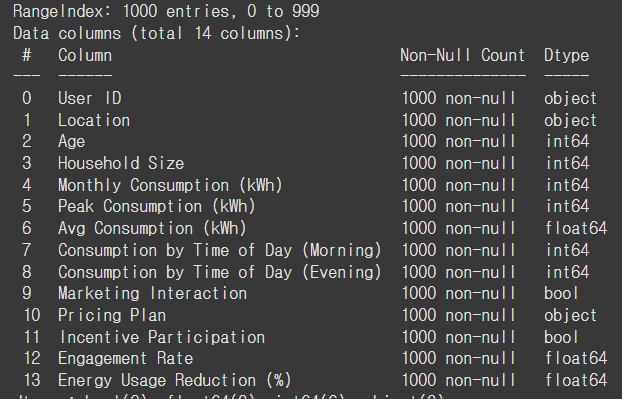 RangeIndex: 1000 entries, 0 to 999
Data columns (total 14 columns):
 #   Column                              Non-Null Count  Dtype
---  ------                              --------------  -----
 0   User ID                             1000 non-null   object
 1   Location                            1000 non-null   object
 2   Age                                 1000 non-null   int64
 3   Household Size                      1000 non-null   int64
 4   Monthly Consumption (kWh)           1000 non-null   int64
 5   Peak Consumption (kWh)              1000 non-null   int64
 6   Avg Consumption (kWh)               1000 non-null   float64
 7   Consumption by Time of Day (Morning)  1000 non-null   int64
 8   Consumption by Time of Day (Evening)  1000 non-null   int64
 9   Marketing Interaction               1000 non-null   bool
 10  Pricing Plan                        1000 non-null   object
 11  Incentive Participation             1000 non-null   bool
 12  Engagement Rate                     1000 non-null   float64
 13  Energy Usage Reduction (%)          1000 non-null   float64